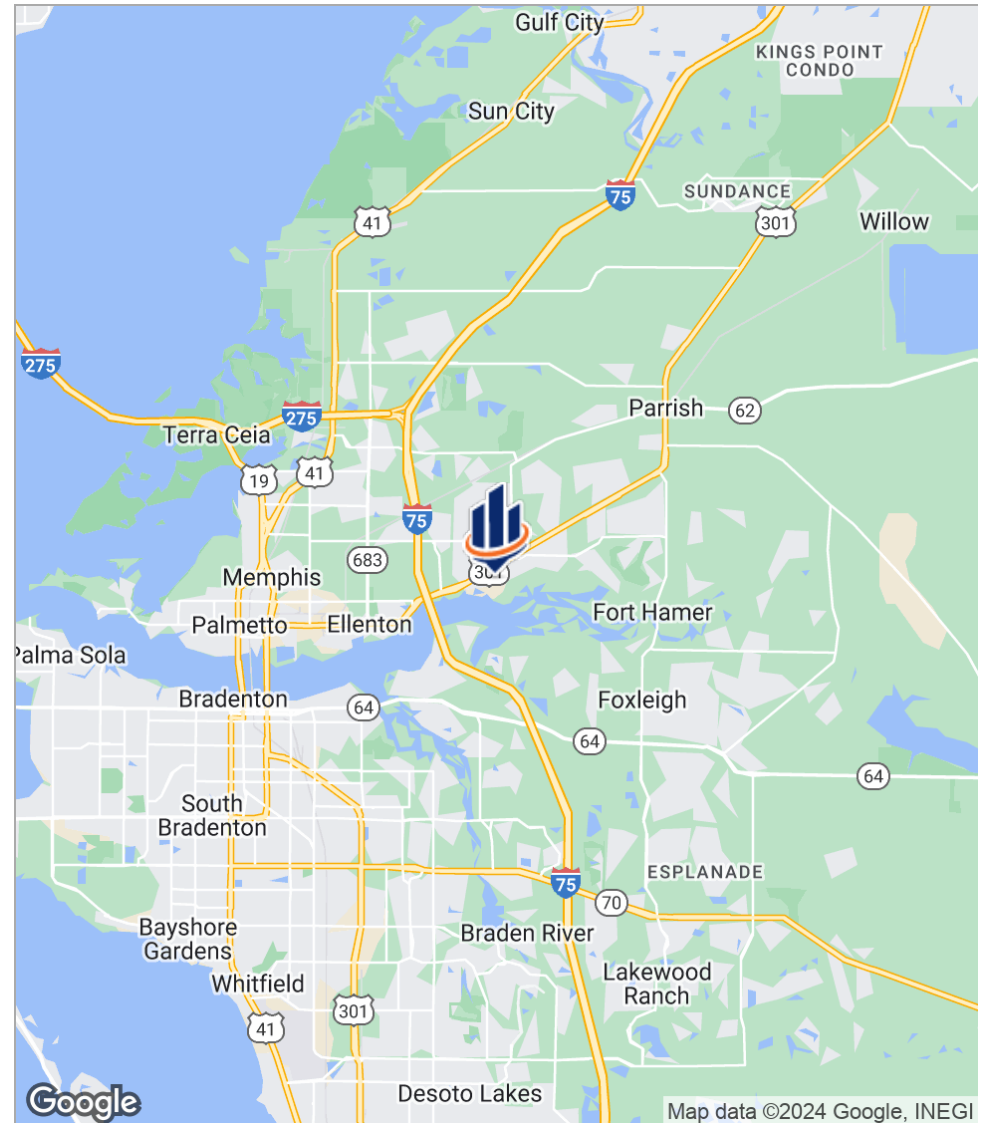 Gulf City
KINGS POINT
CONDO
Sun City
75
SUNDANCE
41
301
Willow
275
Parrish
62
275
Terra Ceia
41
19
75
683
301
Memphis
Fort Hamer
Palmetto
Ellenton
Palma Sola
Bradenton
64
Foxleigh
64
64
South
Bradenton
ESPLANADE
75
70
Bayshore
Gardens
Braden River
Whitfield
Lakewood
Ranch
301
41
Desoto Lakes
Google
Map data ©2024 Google, INEGI